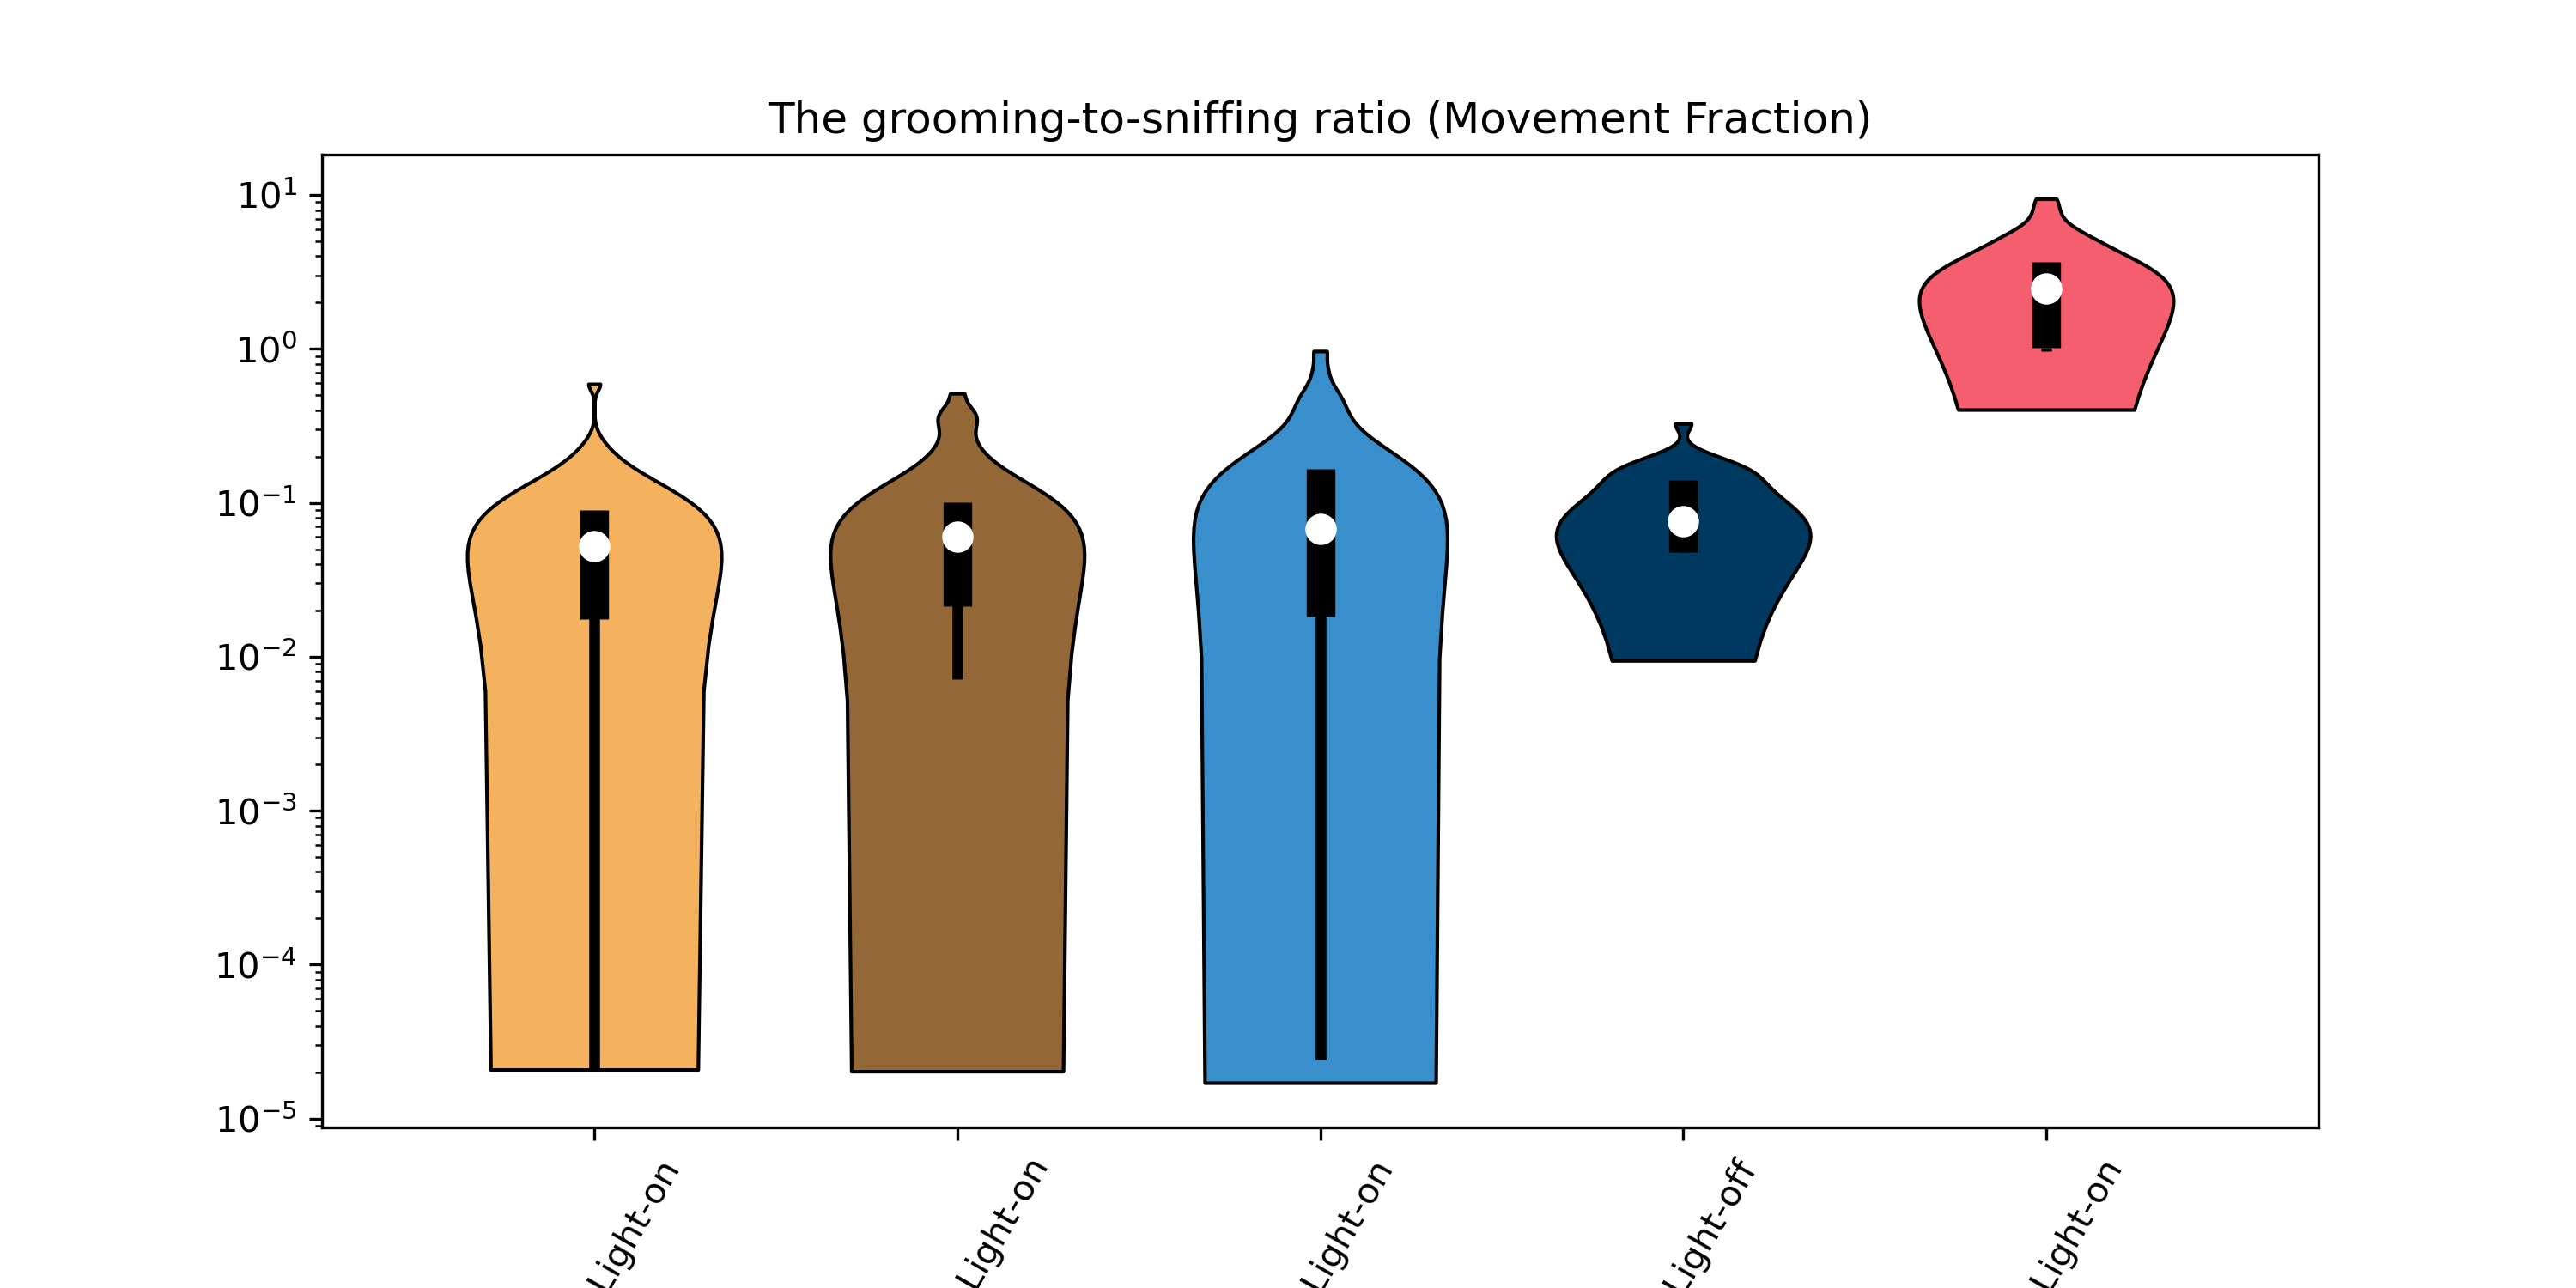 The grooming-to-sniffing ratio (Movement Fraction)
10¹
10⁰
10⁻¹
10⁻²
10⁻³
10⁻⁴
10⁻⁵
Light-on
Light-on
Light-on
Light-off
Light-on